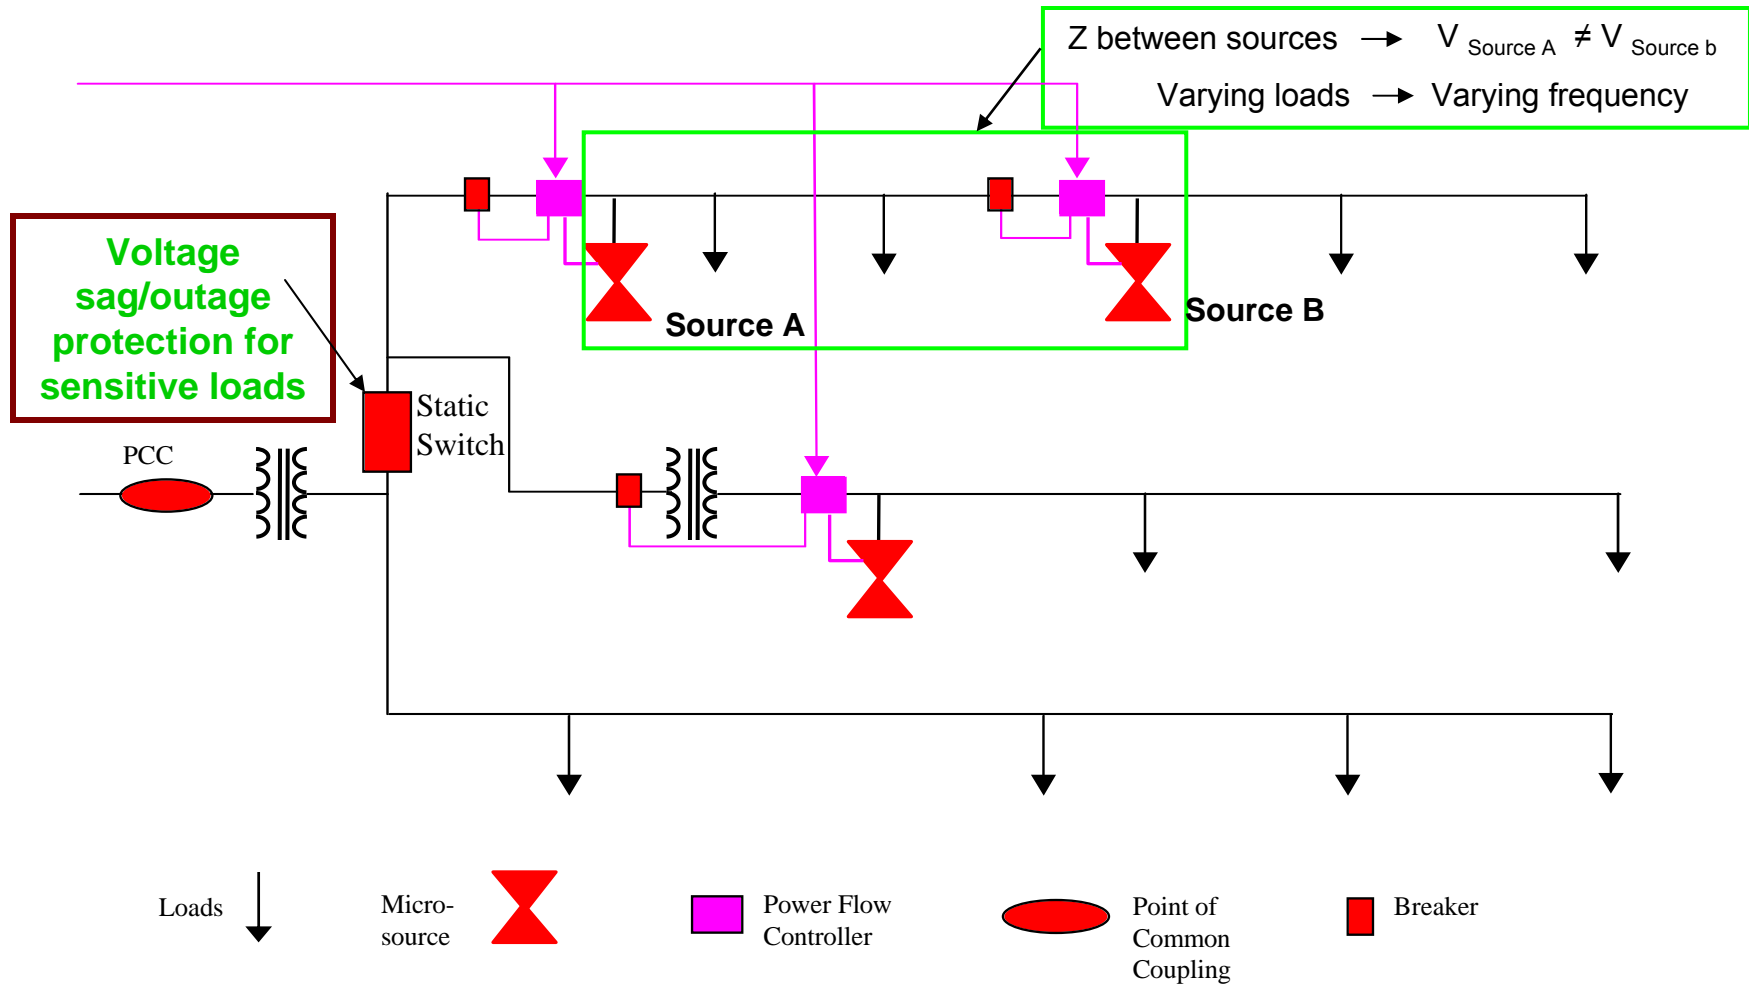 Z between sources → V Source A ≠ V Source b
Varying loads → Varying frequency
Voltage
sag/outage
protection for
sensitive loads
Source A
Source B
Static
Switch
PCC
Loads
Micro-
source
Power Flow
Controller
Point of
Common
Coupling
Breaker